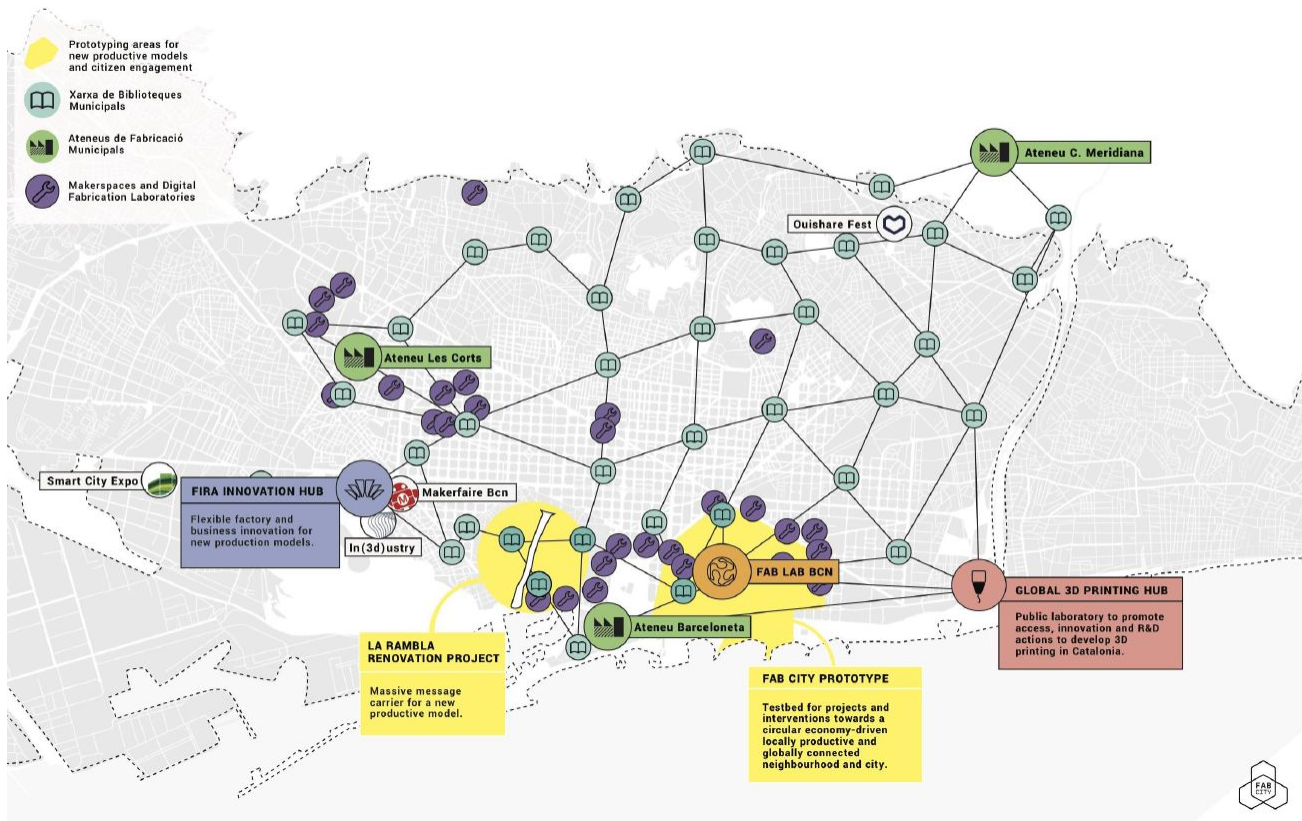 Prototyping areas for
new productive models
and citizen engagement
Xarxa de Biblioteques
Municipals
Ateneus de Fabricació
Municipals
Makerspaces and Digital
Fabrication Laboratories
Ateneu C. Meridiana
Ouishare Fest
Ateneu Les Corts
Smart City Expo
FIRA INNOVATION HUB
Flexible factory and
business innovation for
new production models.
M
Makerfaire Bcn
In(3d)ustry
FAB LAB BCN
GLOBAL 3D PRINTING HUB
Public laboratory to promote
access, innovation and R&D
actions to develop 3D
printing in Catalonia.
Ateneu Barceloneta
LA RAMBLA
RENOVATION PROJECT
Massive message
carrier for a new
productive model.
FAB CITY PROTOTYPE
Testbed for projects and
interventions towards a
circular economy-driven
locally productive and
globally connected
neighbourhood and city.
FAB
CITY